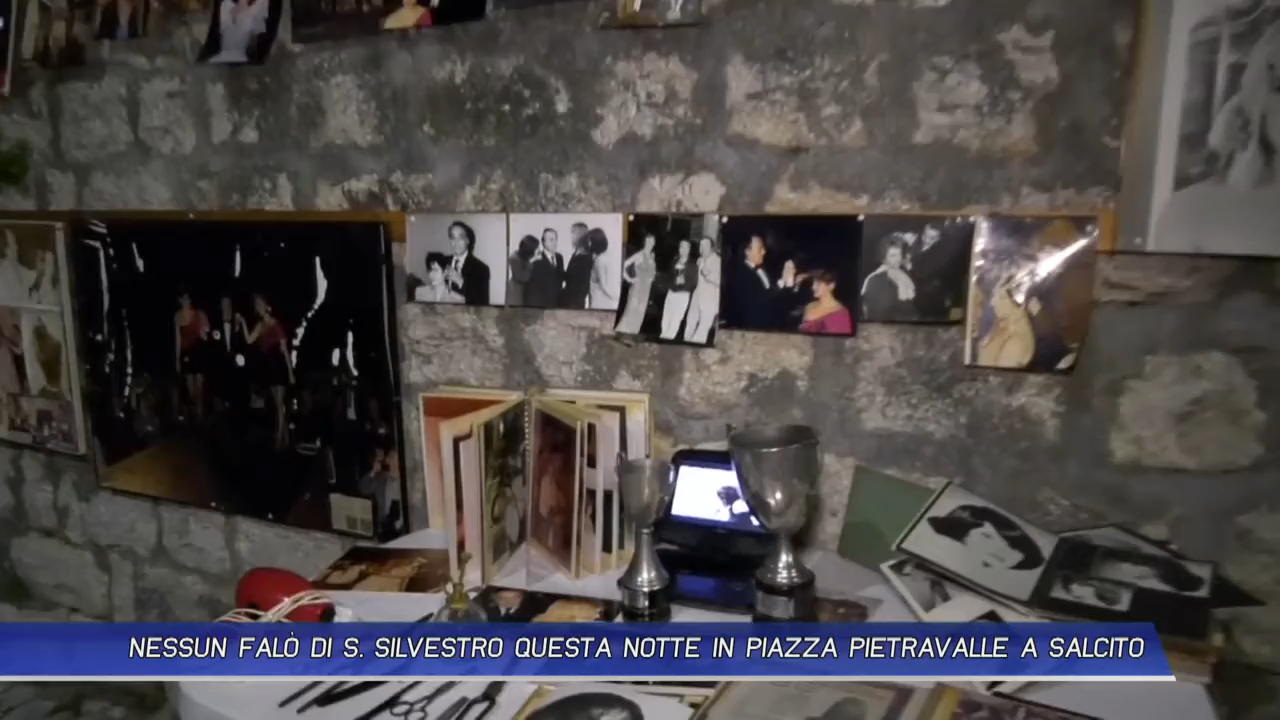 NESSUN FALÒ DI S. SILVESTRO QUESTA NOTTE IN PIAZZA PIETRAVALLE A SALCITO